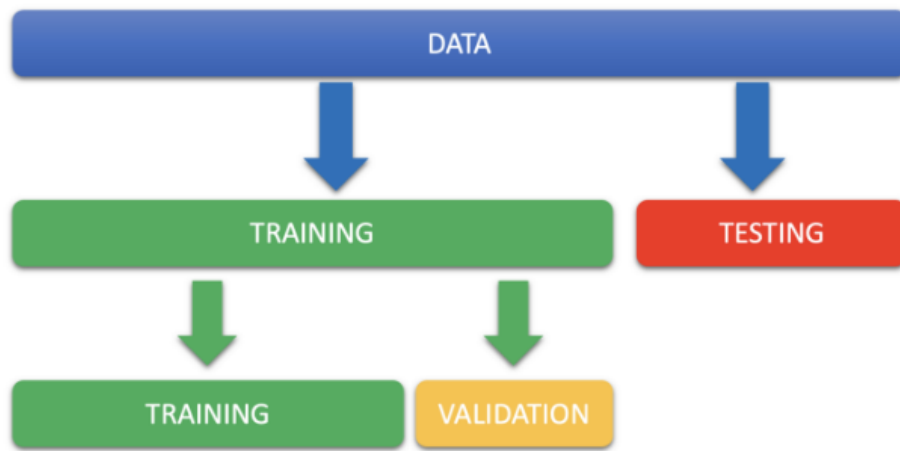 DATA
TRAINING
TESTING
TRAINING
VALIDATION